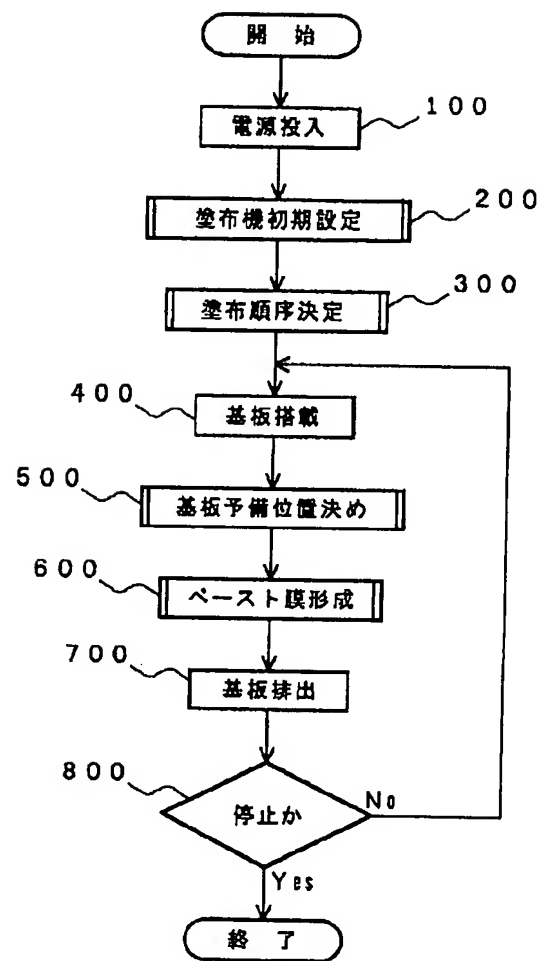 開 始
電源投入
100
塗布機初期設定
200
塗布順序決定
300
400
基板搭載
500
基板予備位置決め
600
ペースト膜形成
700
基板排出
800
停止か
No
Yes
終 了